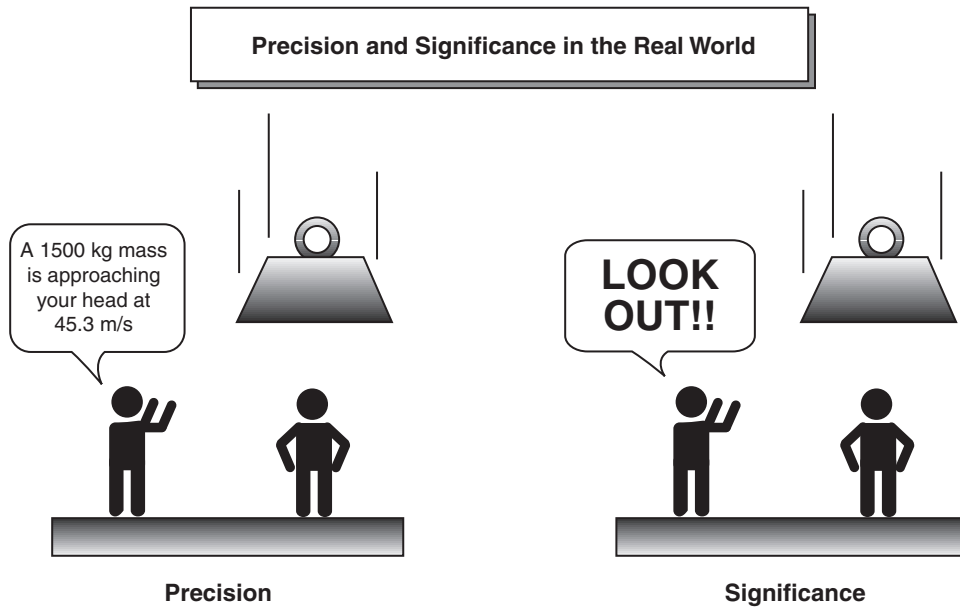 Precision and Significance in the Real World
A 1500 kg mass
is approaching
your head at
45.3 m/s
LOOK
OUT!!
Precision
Significance